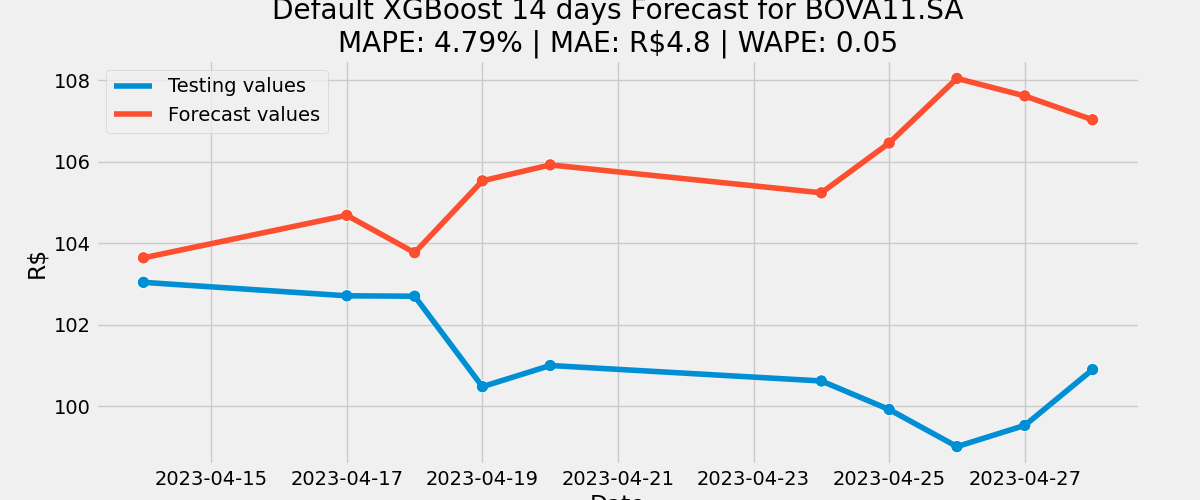 Default XGBoost 14 days Forecast for BOVA11.SA
MAPE: 4.79% | MAE: R$4.8 | WAPE: 0.05
Testing values
Forecast values
108
106
104
102
100
R$
2023-04-15 2023-04-17 2023-04-19 2023-04-21 2023-04-23 2023-04-25 2023-04-27
Date